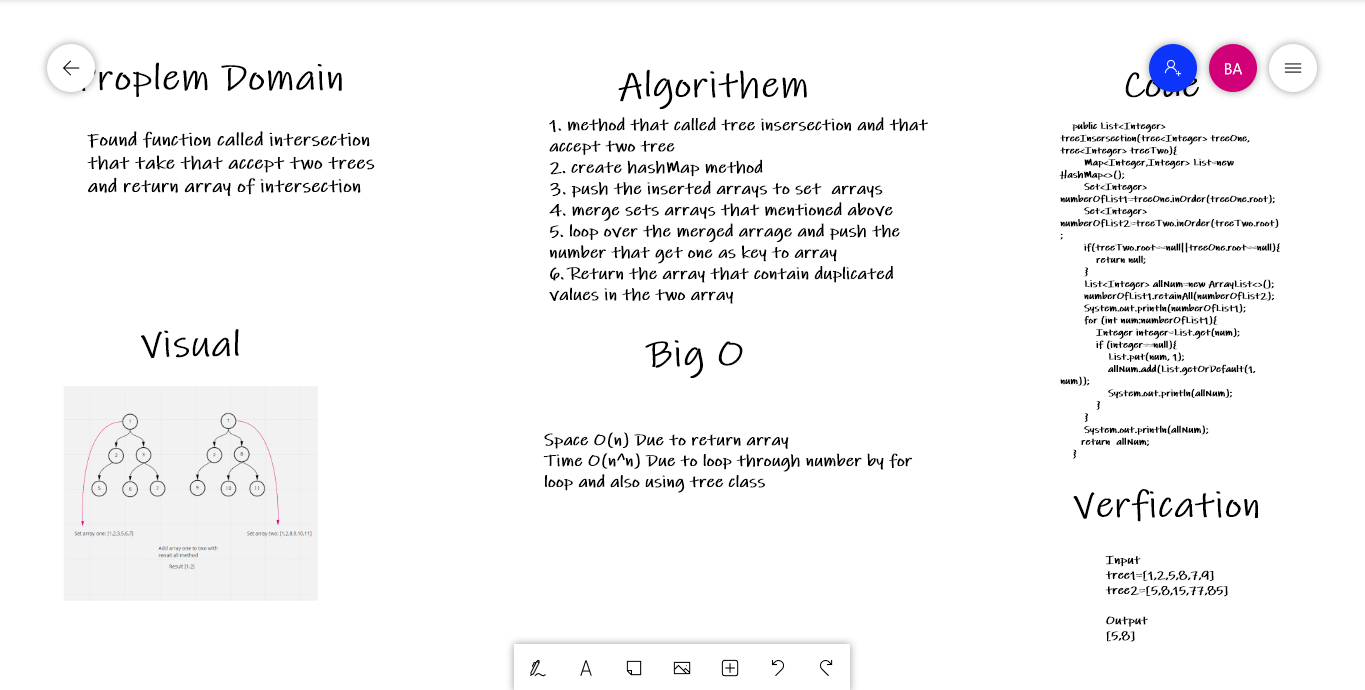 Proplem Domain
Found function called intersection
that take that accept two trees
and return array of intersection
Visual
1
2
3
5
6
7
1
2
8
9
10
11
Set array one: [1,2,3,5,6,7]
Set array two: [1,2,8,9,10,11]
Add array one to two with
retrait all method
Result [1,2]
Algorithem
1. method that called tree insersection and that
accept two tree
2. create hashMap method
3. push the inserted arrays to set arrays
4. merge sets arrays that mentioned above
5. loop over the merged arrage and push the
number that get one as key to array
6. Return the array that contain duplicated
values in the two array
Big O
Space O(n) Due to return array
Time O(n^n) Due to loop through number by for
loop and also using tree class
BA
Code
public List<Integer>
treeInsersection(tree<Integer> treeOne,
tree<Integer> treeTwo){
Map<Integer,Integer> List=new
HashMap<>();
Set<Integer>
numberOfList1=treeOne.inOrder(treeOne.root);
Set<Integer>
numberOfList2=treeTwo.inOrder(treeTwo.root)
;
if(treeTwo.root==null||treeOne.root==null){
return null;
}
List<Integer> allNum=new ArrayList<>();
numberOfList1.retainAll(numberOfList2);
System.out.println(numberOfList1);
for (int num:numberOfList1){
Integer integer=List.get(num);
if (integer==null){
List.put(num, 1);
allNum.add(List.getOrDefault(1,
num));
System.out.println(allNum);
}
}
System.out.println(allNum);
return allNum;
}
Verfication
Input
tree1=[1,2,5,8,7,9]
tree2=[5,8,15,77,85]
Output
[5,8]
A